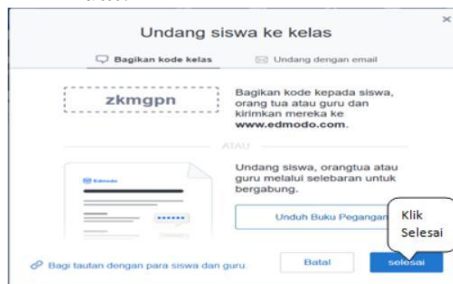 Undang siswa ke kelas
Bagikan kode kelas
Undang dengan email
zkmgpn
Bagikan kode kepada siswa,
orang tua atau guru dan
kirimkan mereka ke
www.edmodo.com.
ATAU
Edmodo
Undang siswa, orangtua atau
guru melalui selebaran untuk
bergabung.
Unduh Buku Pegangan
Klik
Selesai
Bagi tautan dengan para siswa dan guru.
Batal
selesai